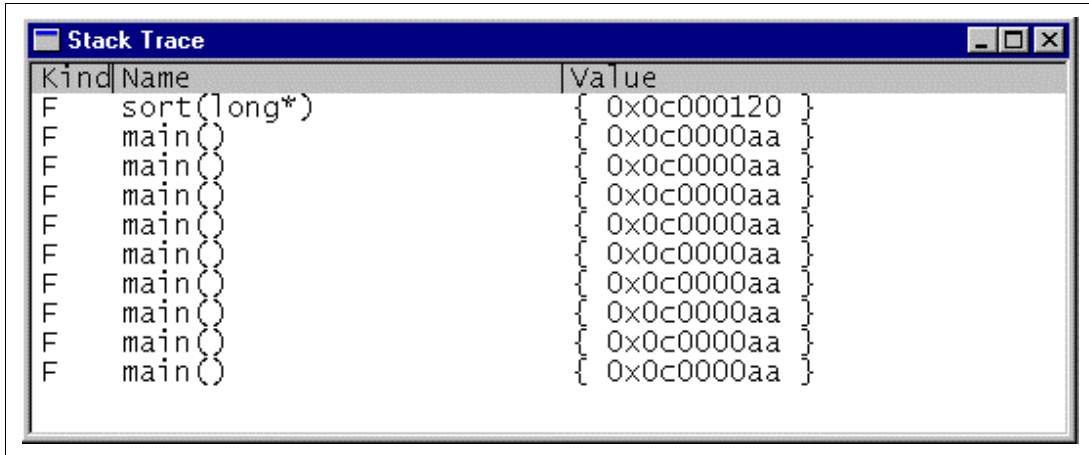 Stack Trace
Kind Name Value
F sort(long*) { 0x0c000120 }
F main() { 0x0c0000aa }
F main() { 0x0c0000aa }
F main() { 0x0c0000aa }
F main() { 0x0c0000aa }
F main() { 0x0c0000aa }
F main() { 0x0c0000aa }
F main() { 0x0c0000aa }
F main() { 0x0c0000aa }
F main() { 0x0c0000aa }